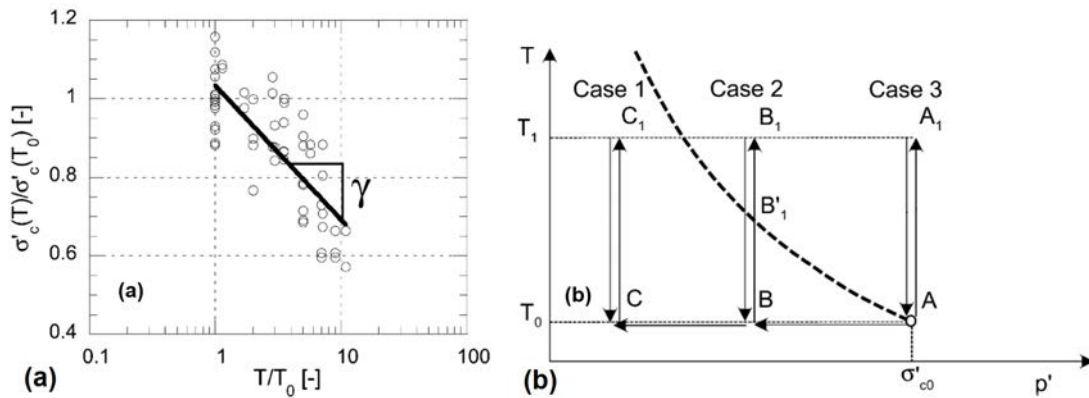 (a)
1.2
1
0.8
0.6
0.4
σ'c(T)/σ'c(T0) [-]
γ
(a)
0.1
1
10
100
T/T0 [-]
(b)
T
Case 1
Case 2
Case 3
C1
B1
A1
T1
B'1
(b)
C
B
A
T0
σ'c0
p'
(a)
(b)